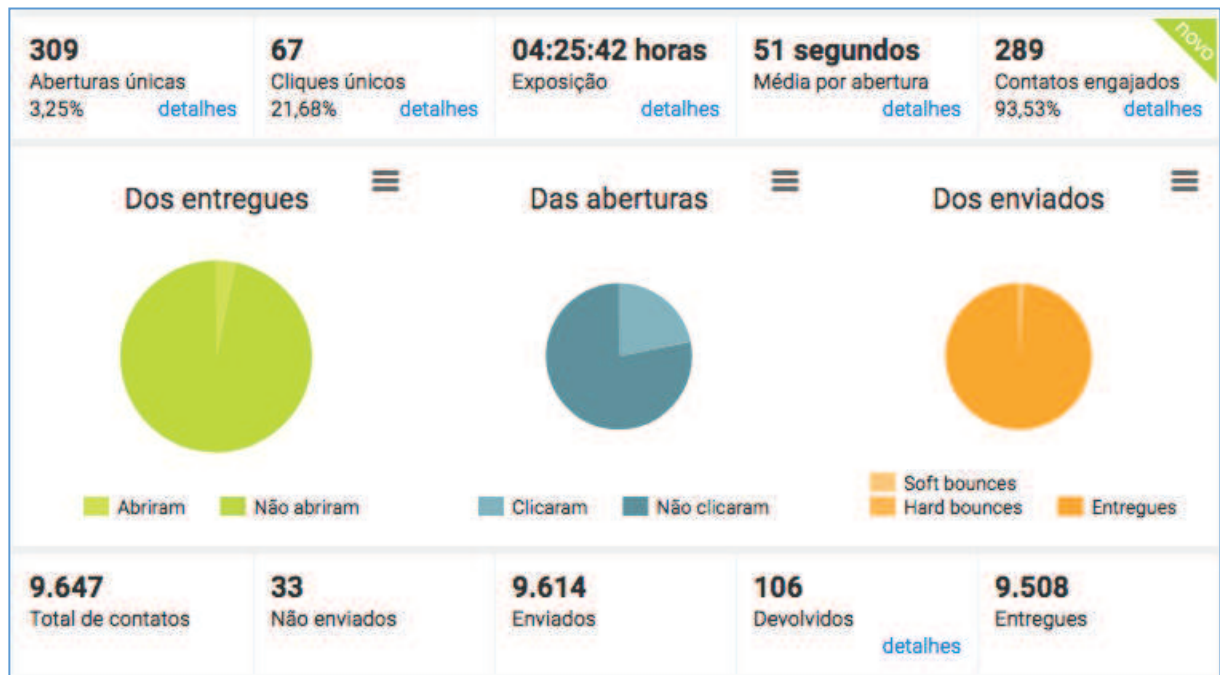 309
Aberturas únicas
3,25% detalhes
67
Cliques únicos
21,68% detalhes
04:25:42 horas
Exposição
detalhes
51 segundos
Média por abertura
detalhes
novo
289
Contatos engajados
93,53% detalhes
Dos entregues
Abriram Não abriram
Das aberturas
Clicaram Não clicaram
Dos enviados
Soft bounces
Hard bounces Entregues
9.647
Total de contatos
33
Não enviados
9.614
Enviados
106
Devolvidos
detalhes
9.508
Entregues